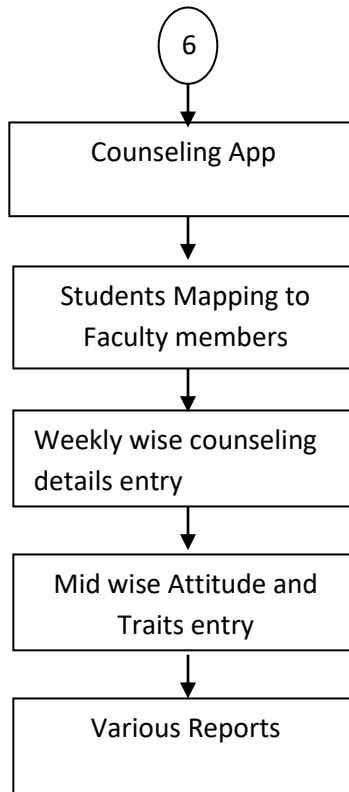 6
Counseling App
Students Mapping to
Faculty members
Weekly wise counseling
details entry
Mid wise Attitude and
Traits entry
Various Reports